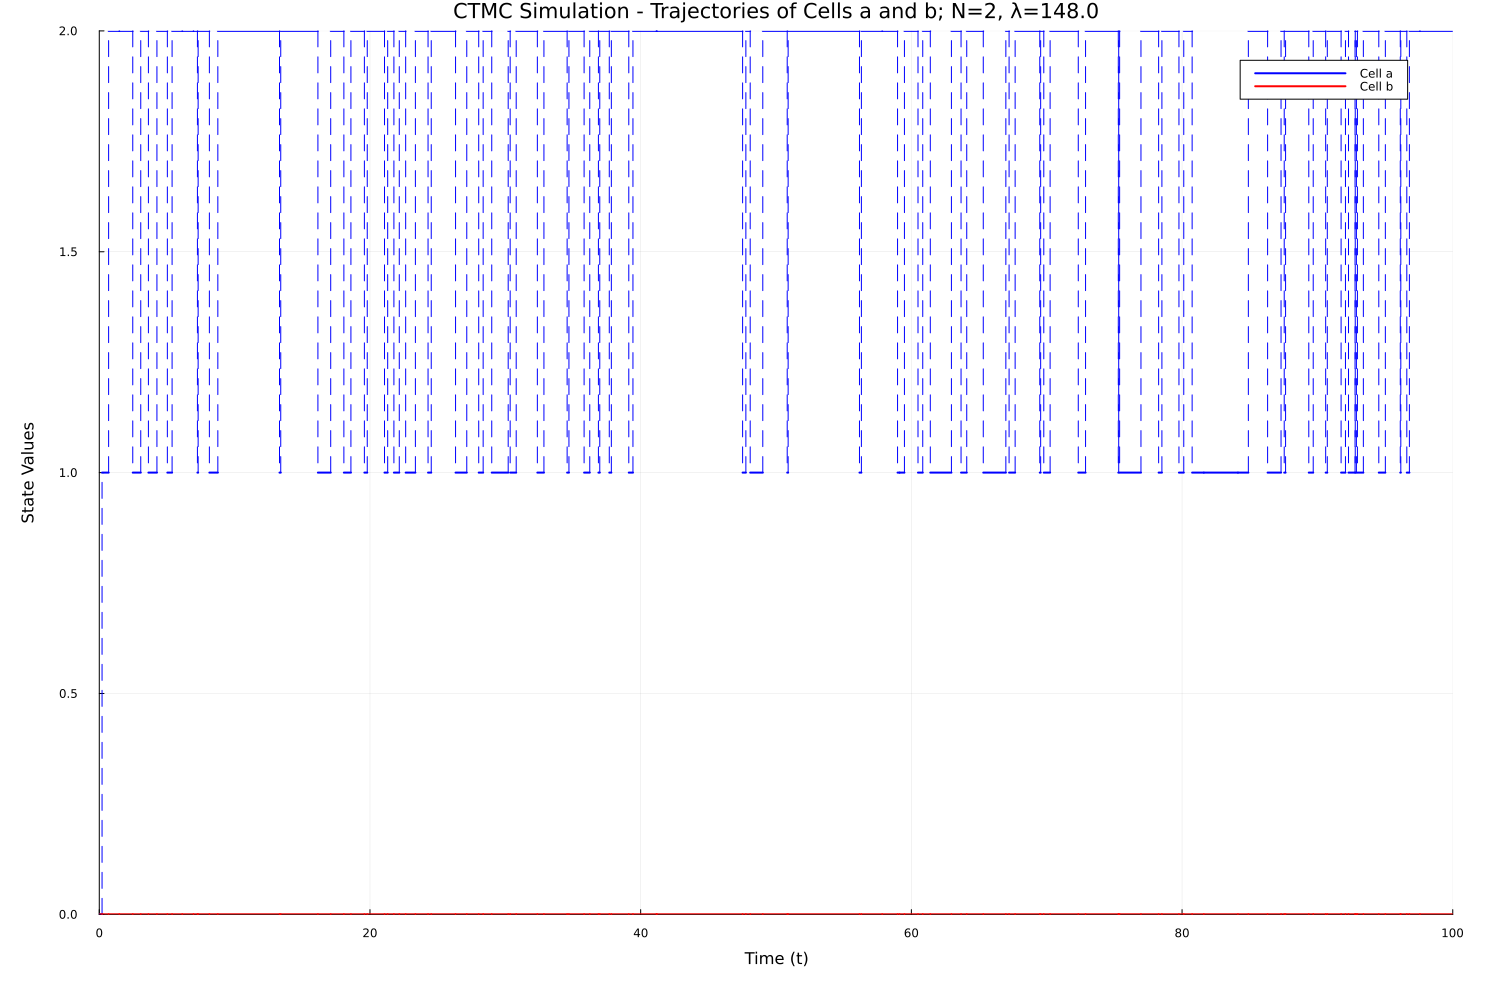 CTMC Simulation - Trajectories of Cells a and b; N=2, λ=148.0
2.0
Cell a
Cell b
1.5
1.0
State Values
0.5
0.0
0 20 40 60 80 100
Time (t)